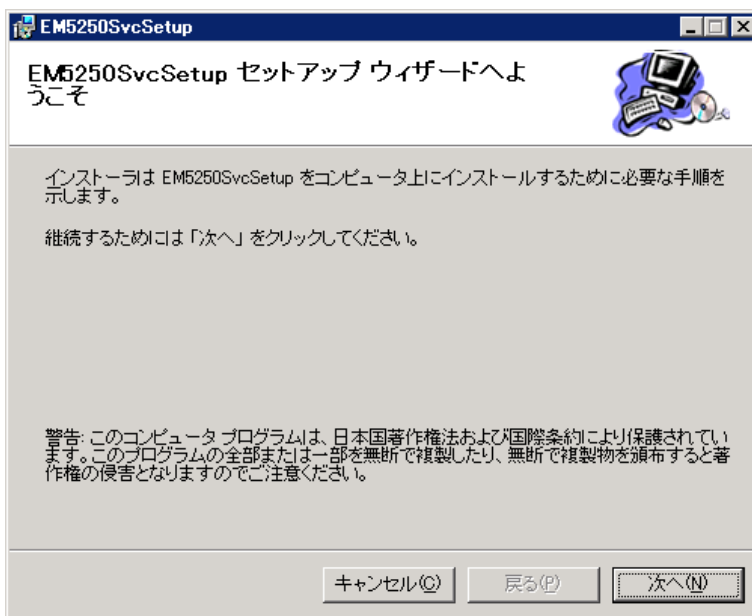 EM5250SvcSetup
EM5250SvcSetup セットアップ ウィザードへよ
うこそ
インストーラは EM5250SvcSetup をコンピュータ上にインストールするために必要な手順を
示します。
継続するためには「次へ」をクリックしてください。
警告: このコンピュータ プログラムは、日本国著作権法および国際条約により保護されてい
ます。このプログラムの全部または一部を無断で複製したり、無断で複製物を頒布すると著
作権の侵害となりますのでご注意ください。
キャンセル(C) 戻る(P) 次へ(N)